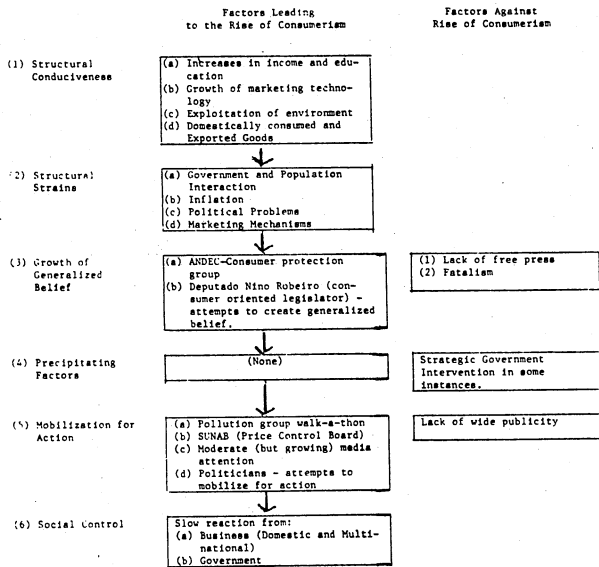 Factors Leading
to the Rise of Consumerism
Factors Against
Rise of Consumerism
(1) Structural
Conduciveness
(a) Increases in income and edu-
cation
(b) Growth of marketing techno-
logy
(c) Exploitation of environment
(d) Domestically consumed and
Exported Goods
(2) Structural
Strains
(a) Government and Population
Interaction
(b) Inflation
(c) Political Problems
(d) Marketing Mechanisms
(3) Growth of
Generalized
Belief
(a) ANDEC-Consumer protection
group
(b) Deputado Nino Robeiro (con-
sumer oriented legislator) -
attempts to create generalized
belief.
(1) Lack of free press
(2) Fatalism
(4) Precipitating
Factors
(None)
Strategic Government
Intervention in some
instances.
(5) Mobilization for
Action
(a) Pollution group walk-a-thon
(b) SUNAB (Price Control Board)
(c) Moderate (but growing) media
attention
(d) Politicians - attempts to
mobilize for action
Lack of wide publicity
(6) Social Control
Slow reaction from:
(a) Business (Domestic and Multi-
national)
(b) Government